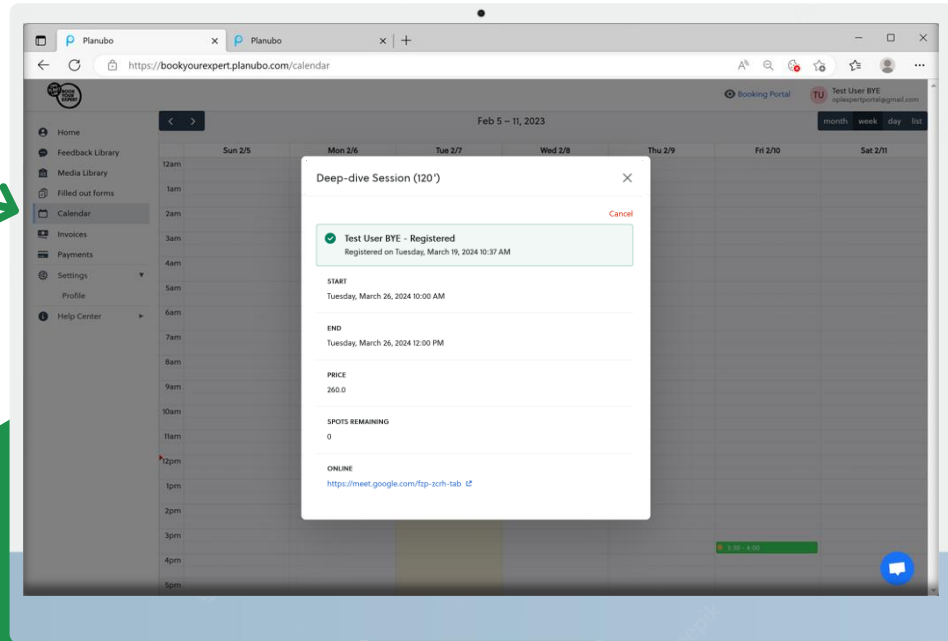 Planubo
Planubo
https://bookyourexpert.planubo.com/calendar
BOOK YOUR EXPERT
Booking Portal
TU
Test User BYE
oplexpertportal@gmail.com
Feb 5 – 11, 2023
month week day list
Home
Feedback Library
Media Library
Filled out forms
Calendar
Invoices
Payments
Settings
Profile
Help Center
Sun 2/5 Mon 2/6 Tue 2/7 Wed 2/8 Thu 2/9 Fri 2/10 Sat 2/11
12am
1am
2am
3am
4am
5am
6am
7am
8am
9am
10am
11am
12pm
1pm
2pm
3pm
4pm
5pm
Deep-dive Session (120')
Cancel
Test User BYE - Registered
Registered on Tuesday, March 19, 2024 10:37 AM
START
Tuesday, March 26, 2024 10:00 AM
END
Tuesday, March 26, 2024 12:00 PM
PRICE
260.0
SPOTS REMAINING
0
ONLINE
https://meet.google.com/fzp-zcrh-tab
3:30 - 4:00